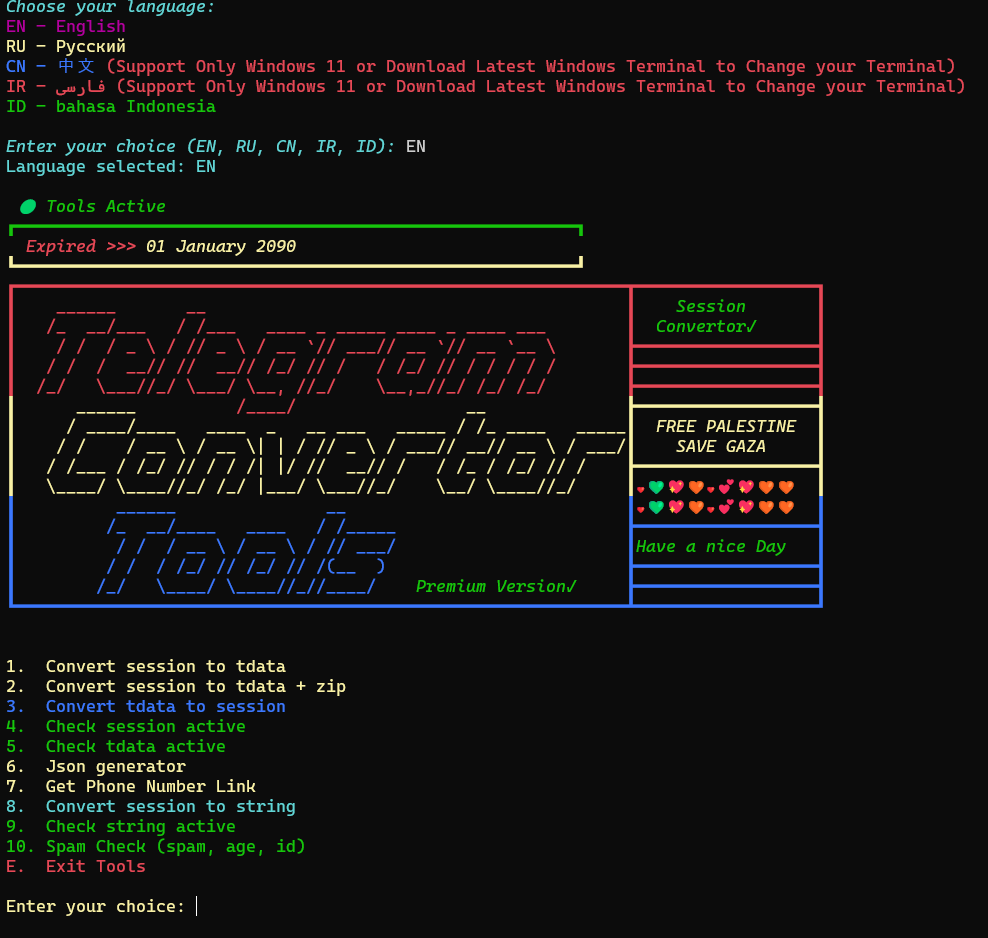 Choose your language:
EN - English
RU - Русский
CN - 中文 (Support Only Windows 11 or Download Latest Windows Terminal to Change your Terminal)
IR - فارسی (Support Only Windows 11 or Download Latest Windows Terminal to Change your Terminal)
ID - bahasa Indonesia
Enter your choice (EN, RU, CN, IR, ID): EN
Language selected: EN
Tools Active
Expired >>> 01 January 2090
Telegram
Convertor
Tools
Premium Version✓
Session
Convertor✓
FREE PALESTINE
SAVE GAZA
Have a nice Day
1. Convert session to tdata
2. Convert session to tdata + zip
3. Convert tdata to session
4. Check session active
5. Check tdata active
6. Json generator
7. Get Phone Number Link
8. Convert session to string
9. Check string active
10. Spam Check (spam, age, id)
E. Exit Tools
Enter your choice: